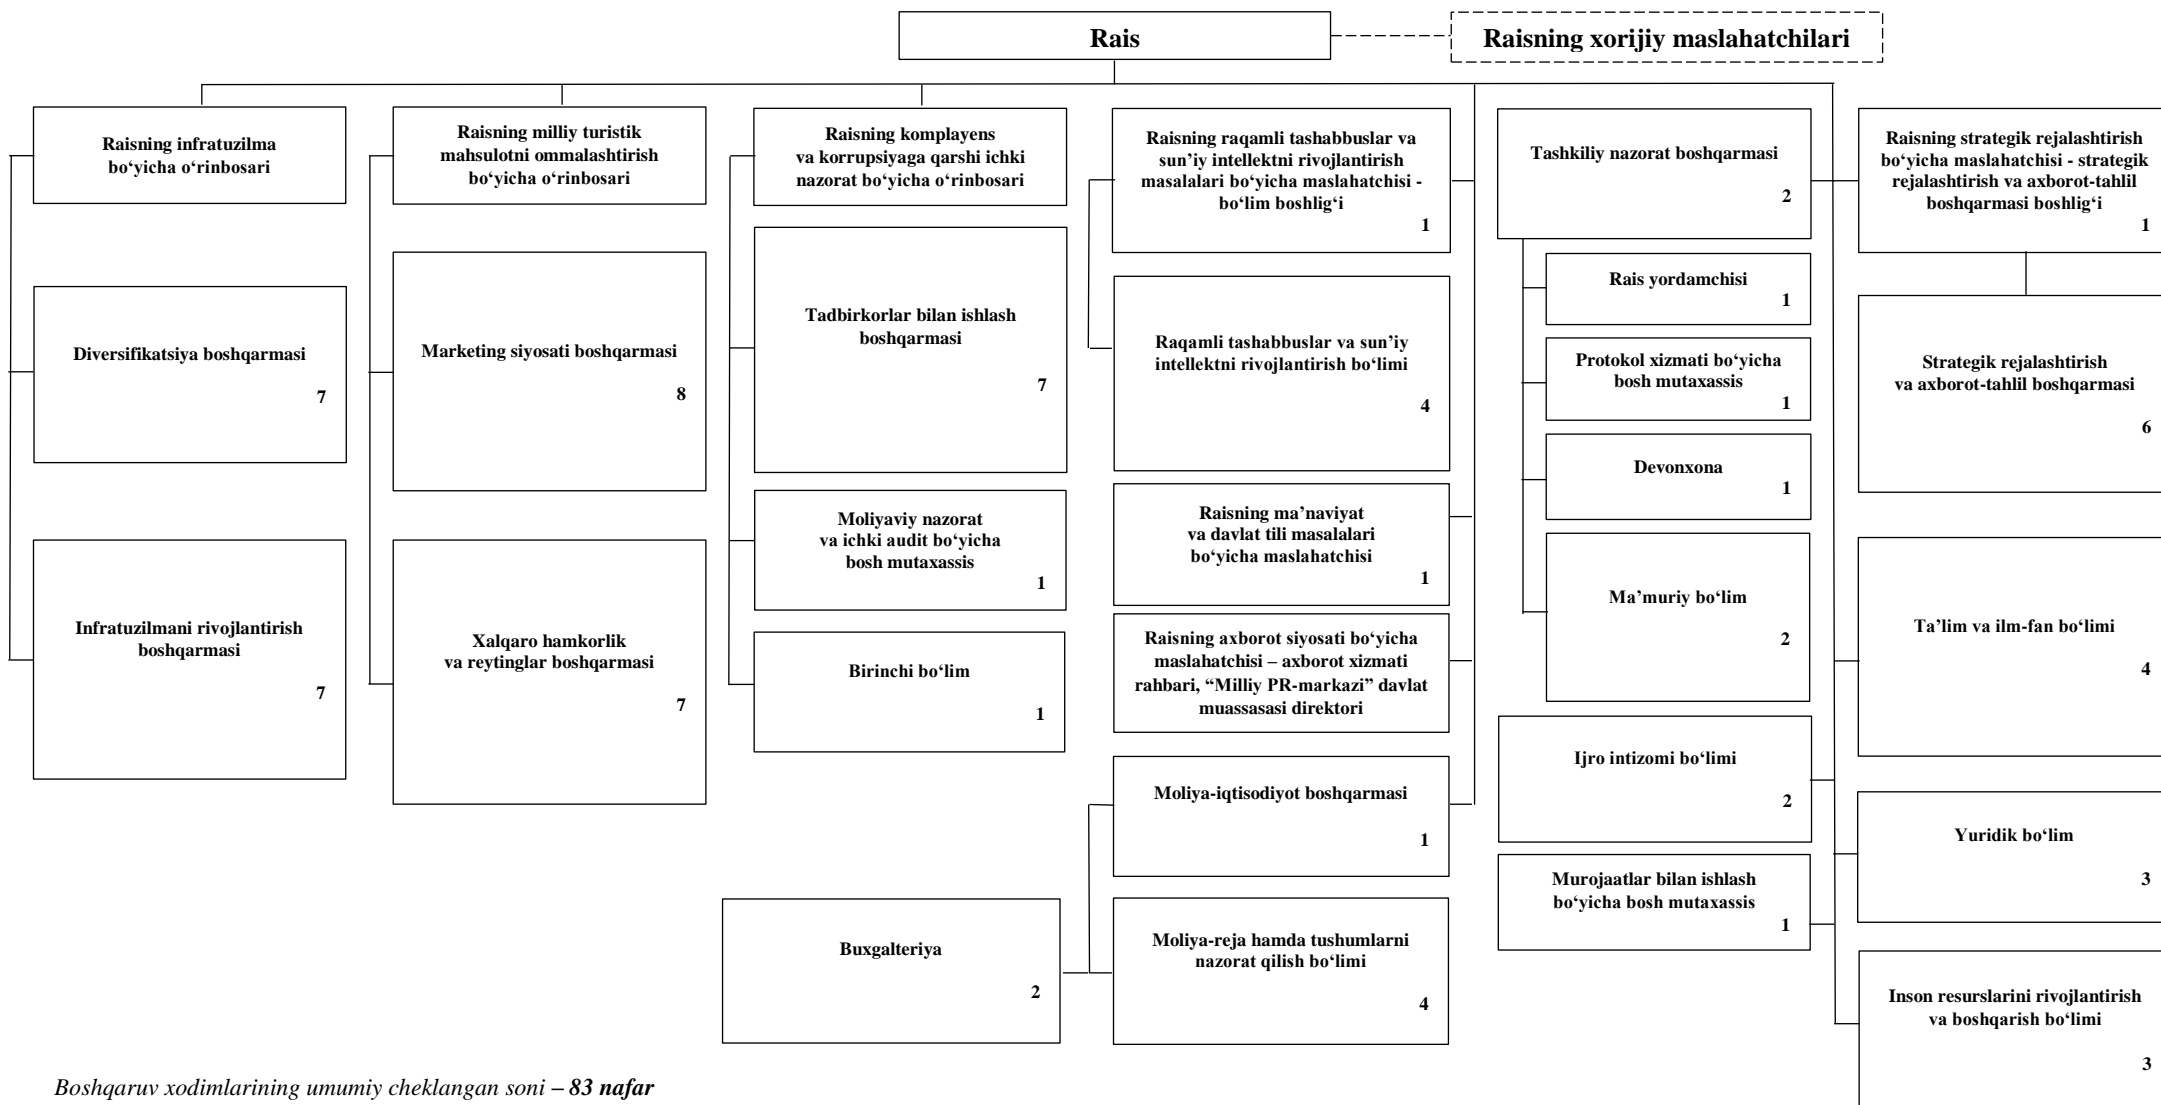 Rais
Raisning xorijiy maslahatchilari
Raisning infratuzilma
bo‘yicha o‘rinbosari
Diversifikatsiya boshqarmasi
7
Infratuzilmani rivojlantirish
boshqarmasi
7
Raisning milliy turistik
mahsulotni ommalashtirish
bo‘yicha o‘rinbosari
Marketing siyosati boshqarmasi
8
Xalqaro hamkorlik
va reytinglar boshqarmasi
7
Raisning komplayens
va korrupsiyaga qarshi ichki
nazorat bo‘yicha o‘rinbosari
Tadbirkorlar bilan ishlash
boshqarmasi
7
Moliyaviy nazorat
va ichki audit bo‘yicha
bosh mutaxassis
1
Birinchi bo‘lim
1
Buxgalteriya
2
Raisning raqamli tashabbuslar va
sun’iy intellektni rivojlantirish
masalalari bo‘yicha maslahatchisi -
bo‘lim boshlig‘i
1
Raqamli tashabbuslar va sun’iy
intellektni rivojlantirish bo‘limi
4
Raisning ma’naviyat
va davlat tili masalalari
bo‘yicha maslahatchisi
1
Raisning axborot siyosati bo‘yicha
maslahatchisi – axborot xizmati
rahbari, “Milliy PR-markazi” davlat
muassasasi direktori
Moliya-iqtisodiyot boshqarmasi
1
Moliya-reja hamda tushumlarni
nazorat qilish bo‘limi
4
Tashkiliy nazorat boshqarmasi
2
Rais yordamchisi
1
Protokol xizmati bo‘yicha
bosh mutaxassis
1
Devonxona
1
Ma’muriy bo‘lim
2
Ijro intizomi bo‘limi
2
Murojaatlar bilan ishlash
bo‘yicha bosh mutaxassis
1
Raisning strategik rejalashtirish
bo‘yicha maslahatchisi - strategik
rejalashtirish va axborot-tahlil
boshqarmasi boshlig‘i
1
Strategik rejalashtirish
va axborot-tahlil boshqarmasi
6
Ta’lim va ilm-fan bo‘limi
4
Yuridik bo‘lim
3
Inson resurslarini rivojlantirish
va boshqarish bo‘limi
3
Boshqaruv xodimlarining umumiy cheklangan soni – 83 nafar